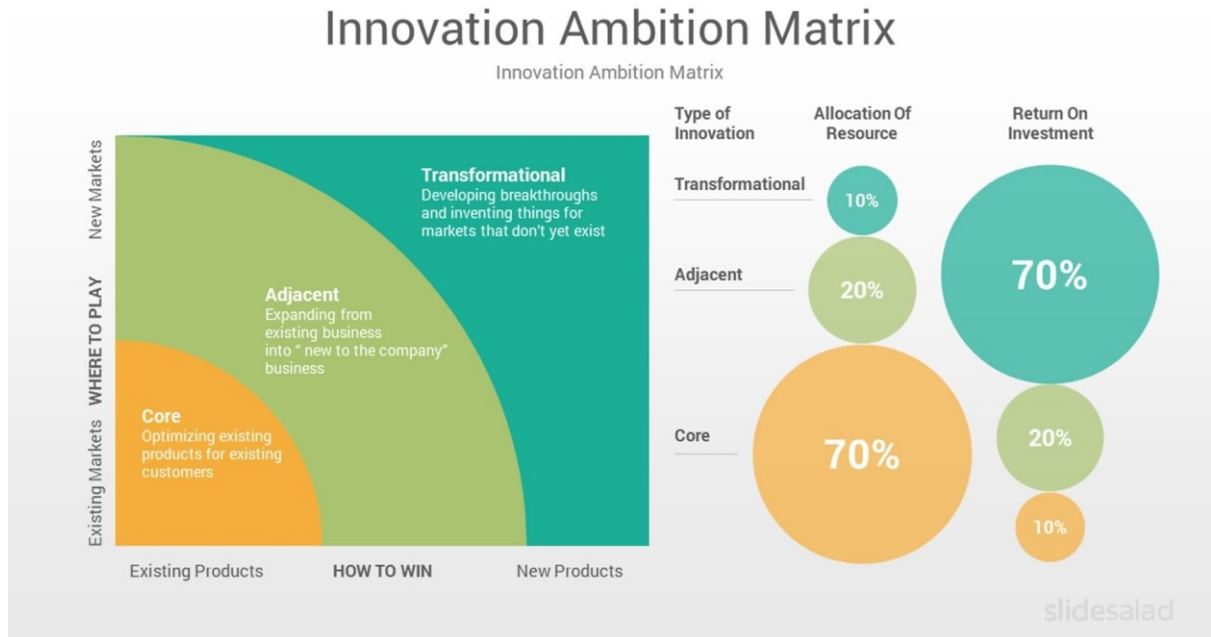 Innovation Ambition Matrix
Innovation Ambition Matrix
New Markets
WHERE TO PLAY
Existing Markets
Transformational
Developing breakthroughs
and inventing things for
markets that don't yet exist
Adjacent
Expanding from
existing business
into “ new to the company”
business
Core
Optimizing existing
products for existing
customers
Existing Products
HOW TO WIN
New Products
Type of
Innovation
Allocation Of
Resource
Return On
Investment
Transformational
10%
Adjacent
20%
70%
Core
70%
20%
10%
slidesalad